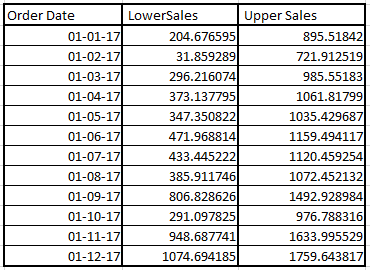 Order Date LowerSales Upper Sales
01-01-17 204.676595 895.51842
01-02-17 31.859289 721.912519
01-03-17 296.216074 985.55183
01-04-17 373.137795 1061.81799
01-05-17 347.350822 1035.429687
01-06-17 471.968814 1159.494117
01-07-17 433.445222 1120.459254
01-08-17 385.911746 1072.452132
01-09-17 806.828626 1492.928984
01-10-17 291.097825 976.788316
01-11-17 948.687741 1633.995529
01-12-17 1074.694185 1759.643817